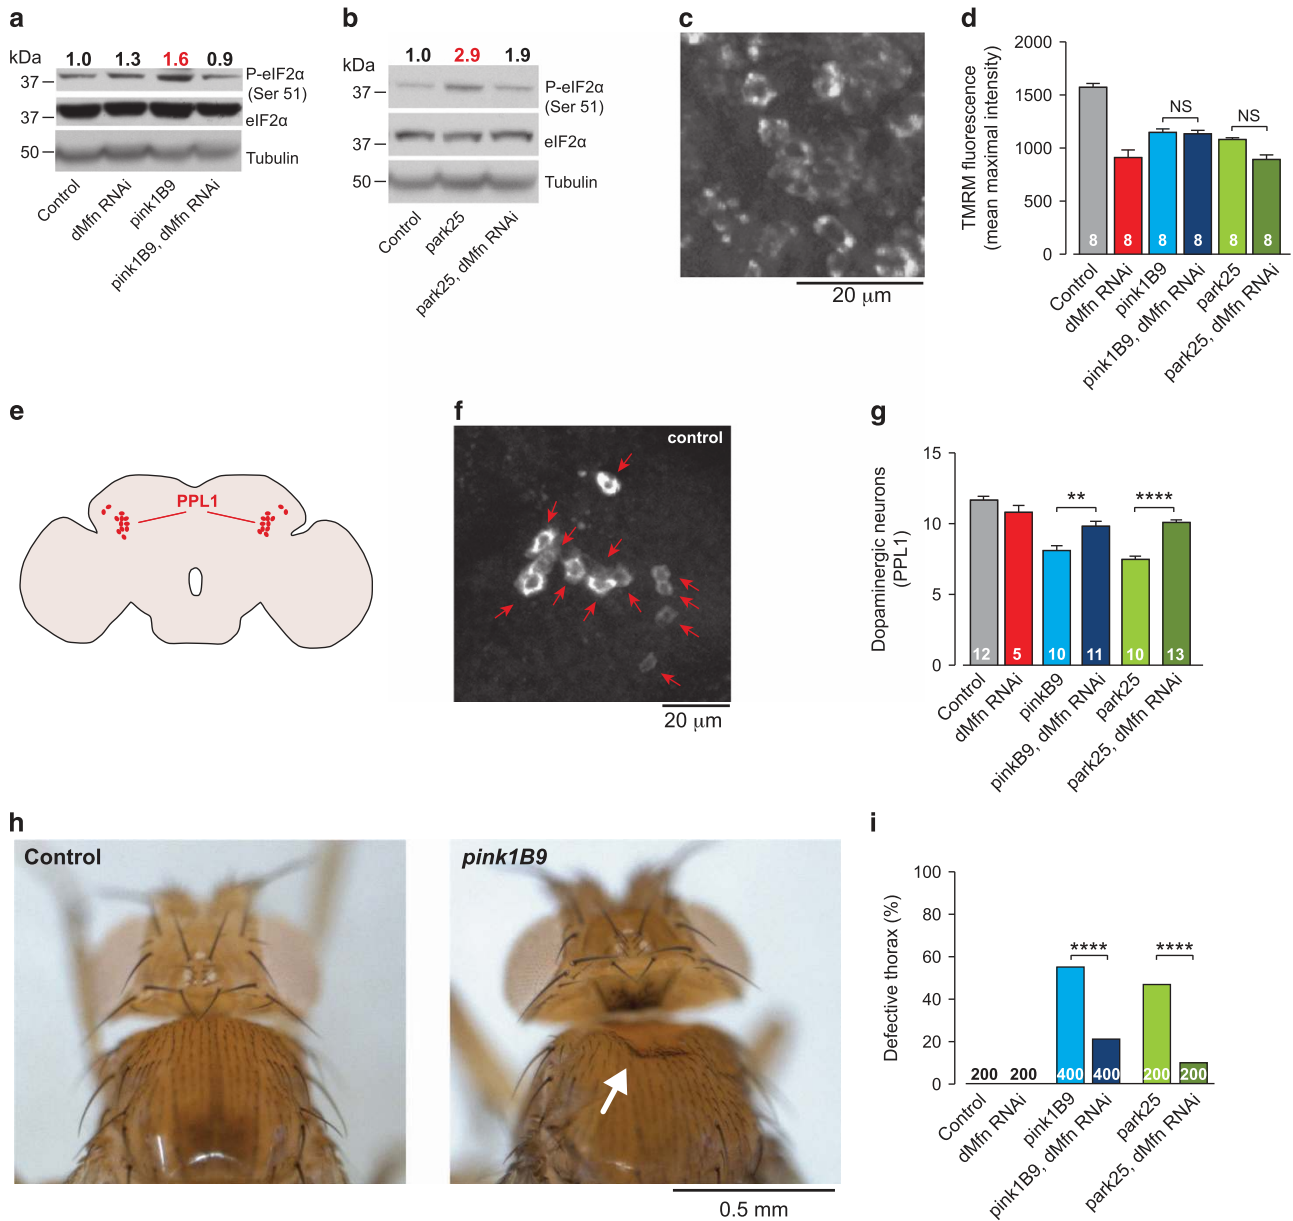 a
kDa
1.0 1.3 1.6 0.9
37
P-eIF2α
(Ser 51)
37
eIF2α
50
Tubulin
Control
dMfn RNAi
pink1B9
pink1B9, dMfn RNAi
b
kDa
1.0 2.9 1.9
37
P-eIF2α
(Ser 51)
37
eIF2α
50
Tubulin
Control
park25
park25, dMfn RNAi
c
20 μm
d
TMRM fluorescence
(mean maximal intensity)
2000
1500
1000
500
0
NS
NS
8 8 8 8 8 8
Control
dMfn RNAi
pink1B9
pink1B9, dMfn RNAi
park25
park25, dMfn RNAi
e
PPL1
f
control
20 μm
g
Dopaminergic neurons
(PPL1)
15
10
5
0
**
****
12 5 10 11 10 13
Control
dMfn RNAi
pinkB9
pinkB9, dMfn RNAi
park25
park25, dMfn RNAi
h
Control
pink1B9
0.5 mm
i
Defective thorax (%)
100
80
60
40
20
0
****
****
200 200 400 400 200 200
Control
dMfn RNAi
pink1B9
pink1B9, dMfn RNAi
park25
park25, dMfn RNAi